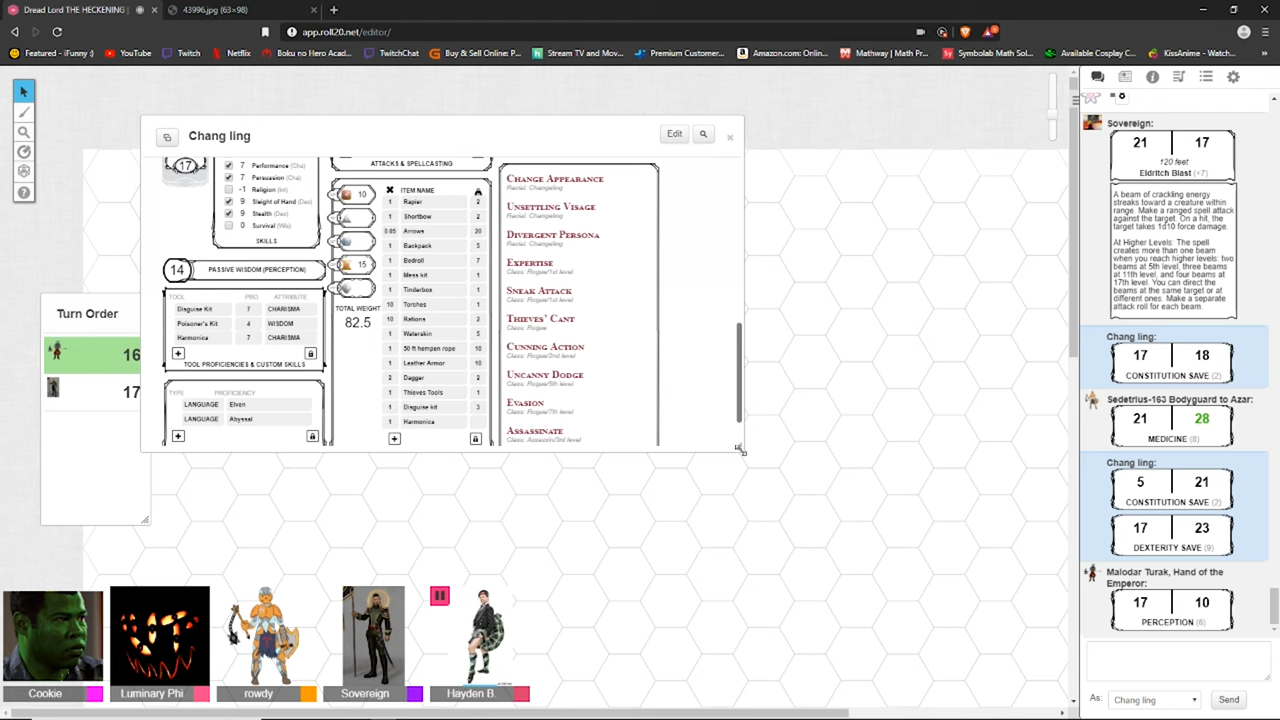 Dread Lord THE HECKENING |
43996.jpg (63×98)
app.roll20.net/editor/
Featured - iFunny :) YouTube Twitch Netflix Boku no Hero Acad... TwitchChat Buy & Sell Online: P... Stream TV and Mov... Premium Customer... Amazon.com: Onlin... Mathway | Math Pr... Symbolab Math Sol... Available Cosplay C... KissAnime - Watch...
Chang ling
Edit
17
7 Performance (Cha)
7 Persuasion (Cha)
-1 Religion (Int)
9 Sleight of Hand (Dex)
9 Stealth (Dex)
0 Survival (Wis)
SKILLS
14 PASSIVE WISDOM (PERCEPTION)
TOOL PRO ATTRIBUTE
Disguise Kit 7 CHARISMA
Poisoner's Kit 4 WISDOM
Harmonica 7 CHARISMA
TOOL PROFICIENCIES & CUSTOM SKILLS
TYPE PROFICIENCY
LANGUAGE Elven
LANGUAGE Abyssal
ATTACKS & SPELLCASTING
10
15
TOTAL WEIGHT
82.5
ITEM NAME
1 Rapier 2
1 Shortbow 2
0.05 Arrows 20
1 Backpack 5
1 Bedroll 7
1 Mess kit 1
1 Tinderbox 1
10 Torches 1
10 Rations 2
1 Waterskin 5
1 50 ft hempen rope 10
1 Leather Armor 10
2 Dagger 2
1 Thieves Tools 1
1 Disguise kit 3
1 Harmonica
CHANGE APPEARANCE
Racial: Changeling
UNSETTLING VISAGE
Racial: Changeling
DIVERGENT PERSONA
Racial: Changeling
EXPERTISE
Class: Rogue/1st level
SNEAK ATTACK
Class: Rogue/1st level
THIEVES' CANT
Class: Rogue
CUNNING ACTION
Class: Rogue/2nd level
UNCANNY DODGE
Class: Rogue/5th level
EVASION
Class: Rogue/7th level
ASSASSINATE
Class: Assassin/3rd level
Turn Order
16
17
Cookie
Luminary Phi
rowdy
Sovereign
Hayden B.
Sovereign:
21 17
120 feet
Eldritch Blast (+7)
A beam of crackling energy
streaks toward a creature within
range. Make a ranged spell attack
against the target. On a hit, the
target takes 1d10 force damage.
At Higher Levels: The spell
creates more than one beam
when you reach higher levels: two
beams at 5th level, three beams
at 11th level, and four beams at
17th level. You can direct the
beams at the same target or at
different ones. Make a separate
attack roll for each beam.
Chang ling:
17 18
CONSTITUTION SAVE (2)
Sedetrius-163 Bodyguard to Azar:
21 28
MEDICINE (8)
Chang ling:
5 21
CONSTITUTION SAVE (2)
17 23
DEXTERITY SAVE (9)
Malodar Turak, Hand of the
Emperor:
17 10
PERCEPTION (6)
As: Chang ling Send